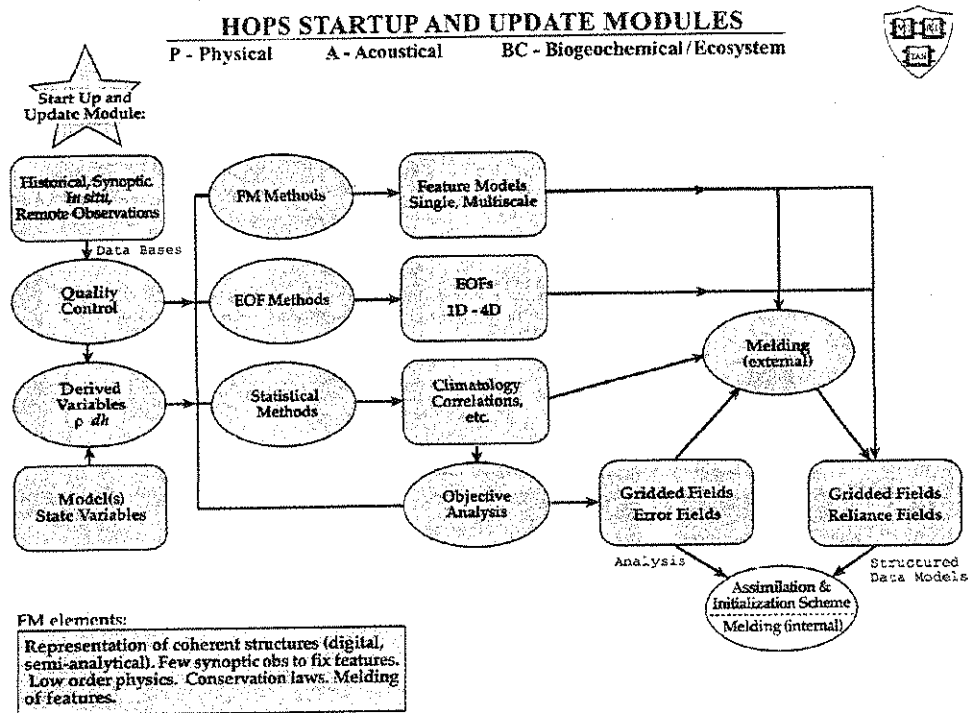 HOPS STARTUP AND UPDATE MODULES
P - Physical A - Acoustical BC - Biogeochemical/Ecosystem
Start Up and
Update Module:
Historical, Synoptic
In situ,
Remote Observations
Data Bases
Quality
Control
Derived
Variables
ρ dh
Model(s)
State Variables
FM Methods
EOF Methods
Statistical
Methods
Feature Models
Single, Multiscale
EOFs
1D - 4D
Climatology
Correlations,
etc.
Objective
Analysis
Melding
(external)
Gridded Fields
Error Fields
Gridded Fields
Reliance Fields
Analysis
Structured
Data Models
Assimilation &
Initialization Scheme
Melding (internal)
FM elements:
Representation of coherent structures (digital,
semi-analytical). Few synoptic obs to fix features.
Low order physics. Conservation laws. Melding
of features.